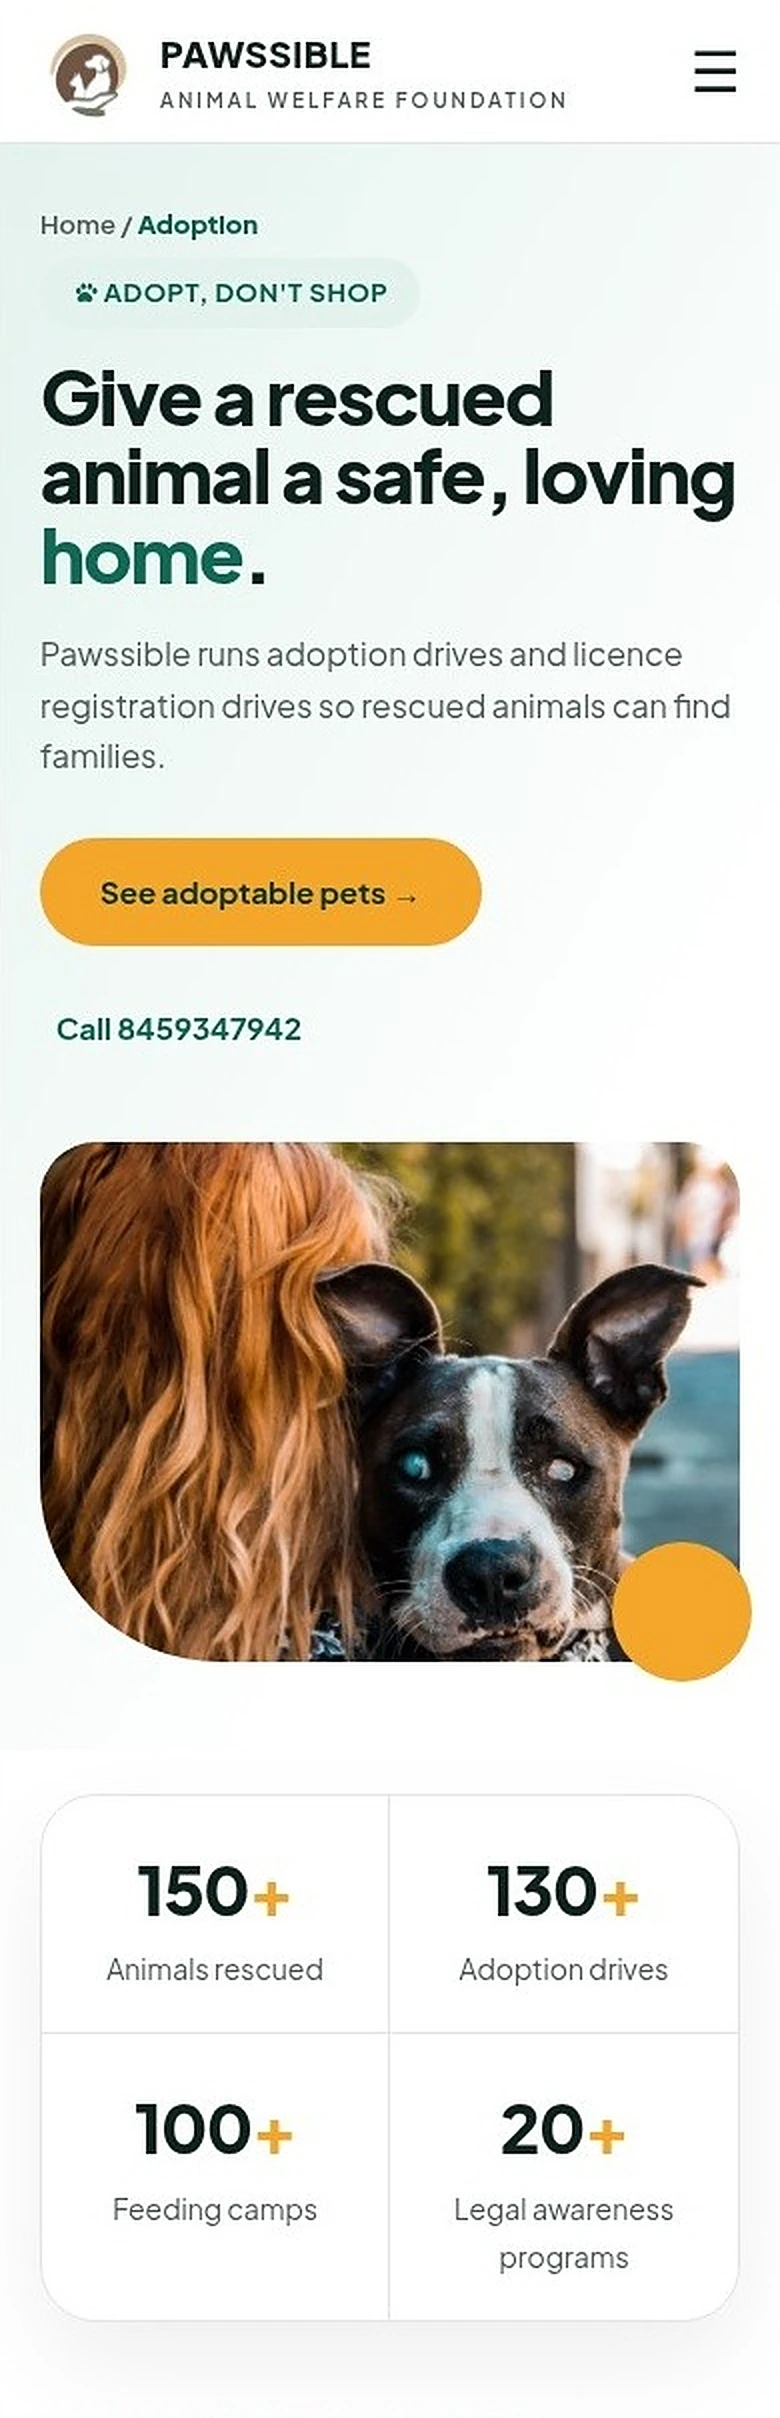 PAWSSIBLE
ANIMAL WELFARE FOUNDATION
Home / Adoption
ADOPT, DON'T SHOP
Give a rescued
animal a safe, loving
home.
Pawssible runs adoption drives and licence
registration drives so rescued animals can find
families.
See adoptable pets →
Call 8459347942
150+
Animals rescued
130+
Adoption drives
100+
Feeding camps
20+
Legal awareness
programs